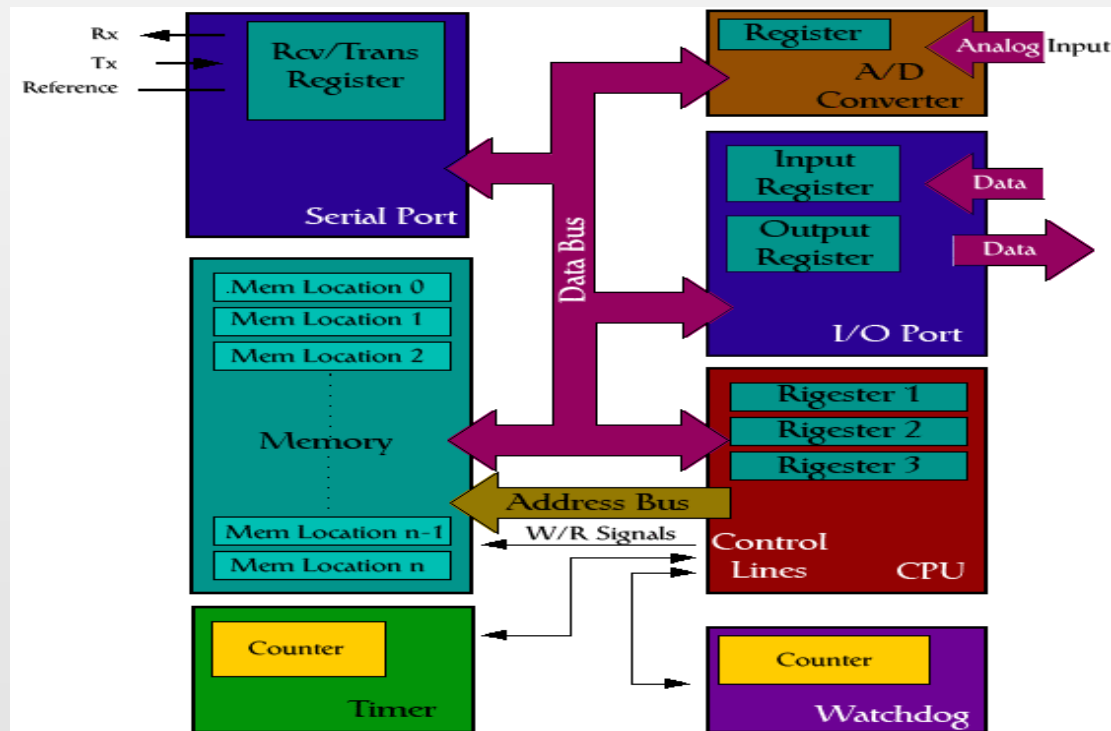 Rx
Tx
Reference
Rcv/Trans
Register
Serial Port
Register
A/D
Converter
Analog Input
Input
Register
Output
Register
Data
Data
I/O Port
Data Bus
.Mem Location 0
Mem Location 1
Mem Location 2
Memory
Mem Location n-1
Mem Location n
Rigester 1
Rigester 2
Rigester 3
Address Bus
W/R Signals
Control
Lines
CPU
Counter
Timer
Counter
Watchdog